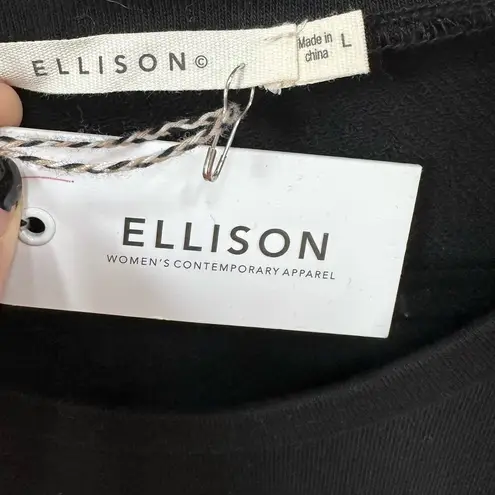 ELLISON©
Made in
china
L
ELLISON
WOMEN'S CONTEMPORARY APPAREL